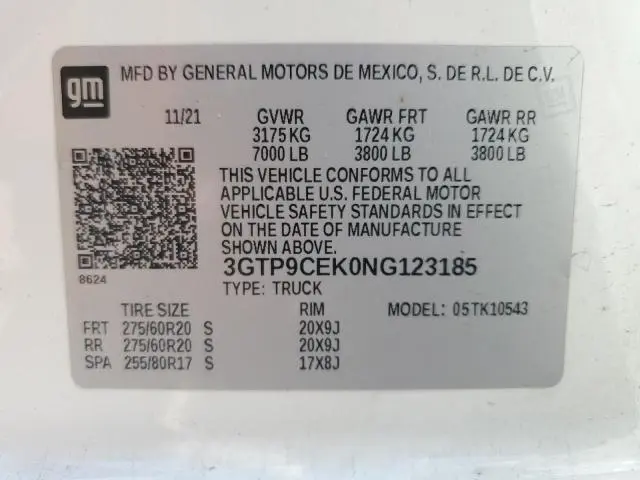 gm
MFD BY GENERAL MOTORS DE MEXICO, S. DE R.L. DE C.V.
11/21 GVWR GAWR FRT GAWR RR
3175 KG 1724 KG 1724 KG
7000 LB 3800 LB 3800 LB
THIS VEHICLE CONFORMS TO ALL
APPLICABLE U.S. FEDERAL MOTOR
VEHICLE SAFETY STANDARDS IN EFFECT
ON THE DATE OF MANUFACTURE
3GTP9CEK0NG123185
8624
TYPE: TRUCK
TIRE SIZE RIM MODEL: 05TK10543
FRT 275/60R20 S 20X9J
RR 275/60R20 S 20X9J
SPA 255/80R17 S 17X8J